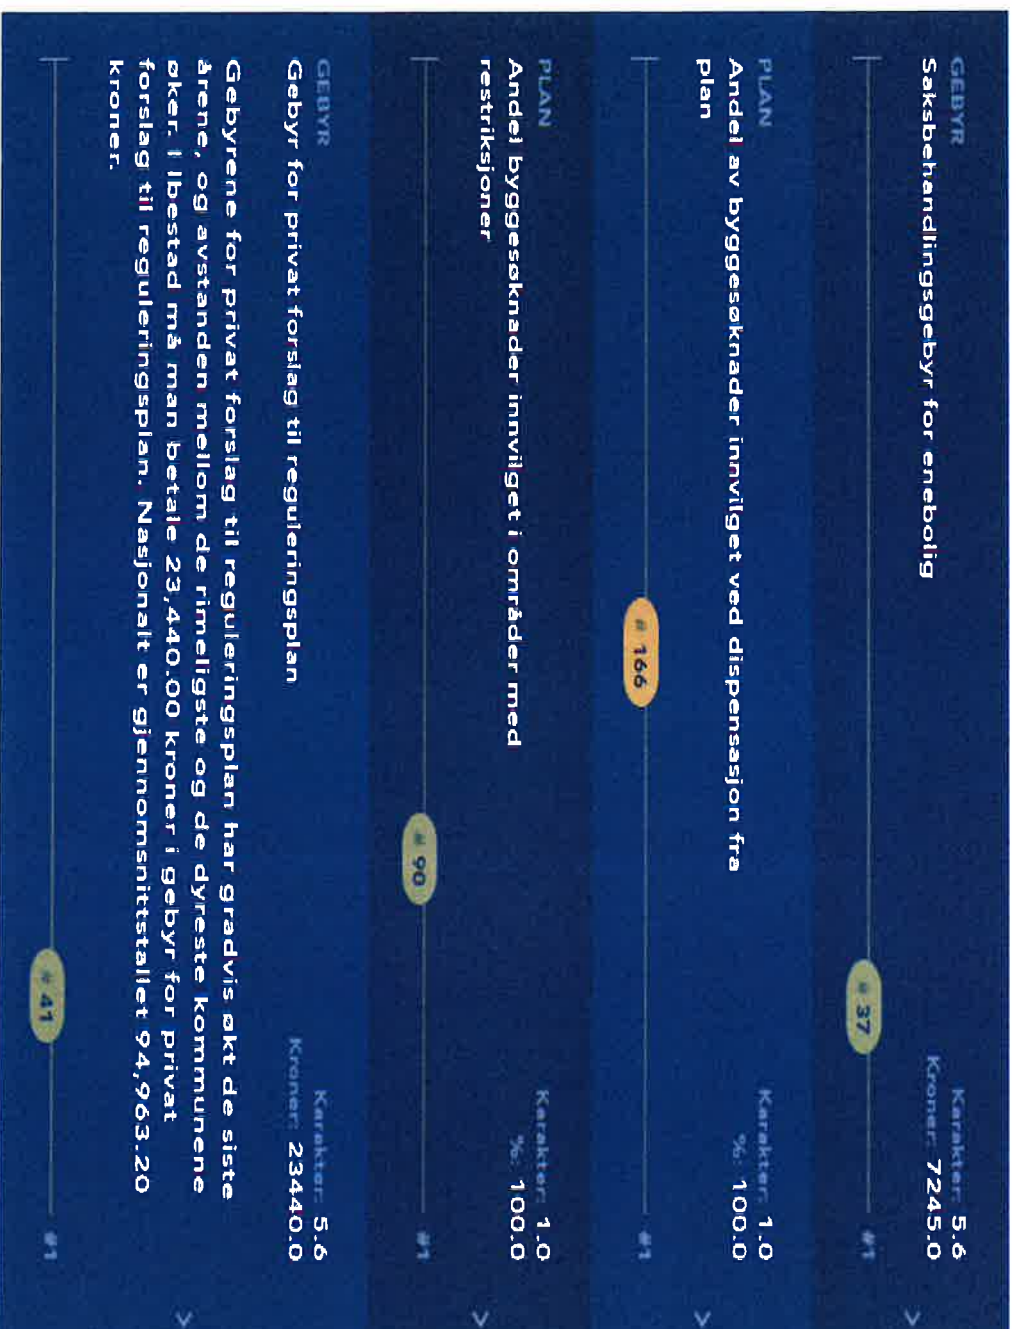 GEBYR
Saksbehandlingsgebyr for enebolig
Karakter: 5.6
Kroner: 7245.0
# 37
#1
PLAN
Andel av byggesøknader innvilget ved dispensasjon fra
plan
Karakter: 1.0
%: 100.0
# 166
#1
PLAN
Andel byggesøknader innvilget i områder med
restriksjoner
Karakter: 1.0
%: 100.0
# 90
#1
GEBYR
Gebyr for privat forslag til reguleringsplan
Karakter: 5.6
Kroner: 23440.0
Gebyrene for privat forslag til reguleringsplan har gradvis økt de siste
årene, og avstanden mellom de rimeligste og de dyreste kommunene
øker. I Ibestad må man betale 23,440.00 kroner i gebyr for privat
forslag til reguleringsplan. Nasjonalt er gjennomsnittstallet 94,963.20
kroner.
# 41
#1